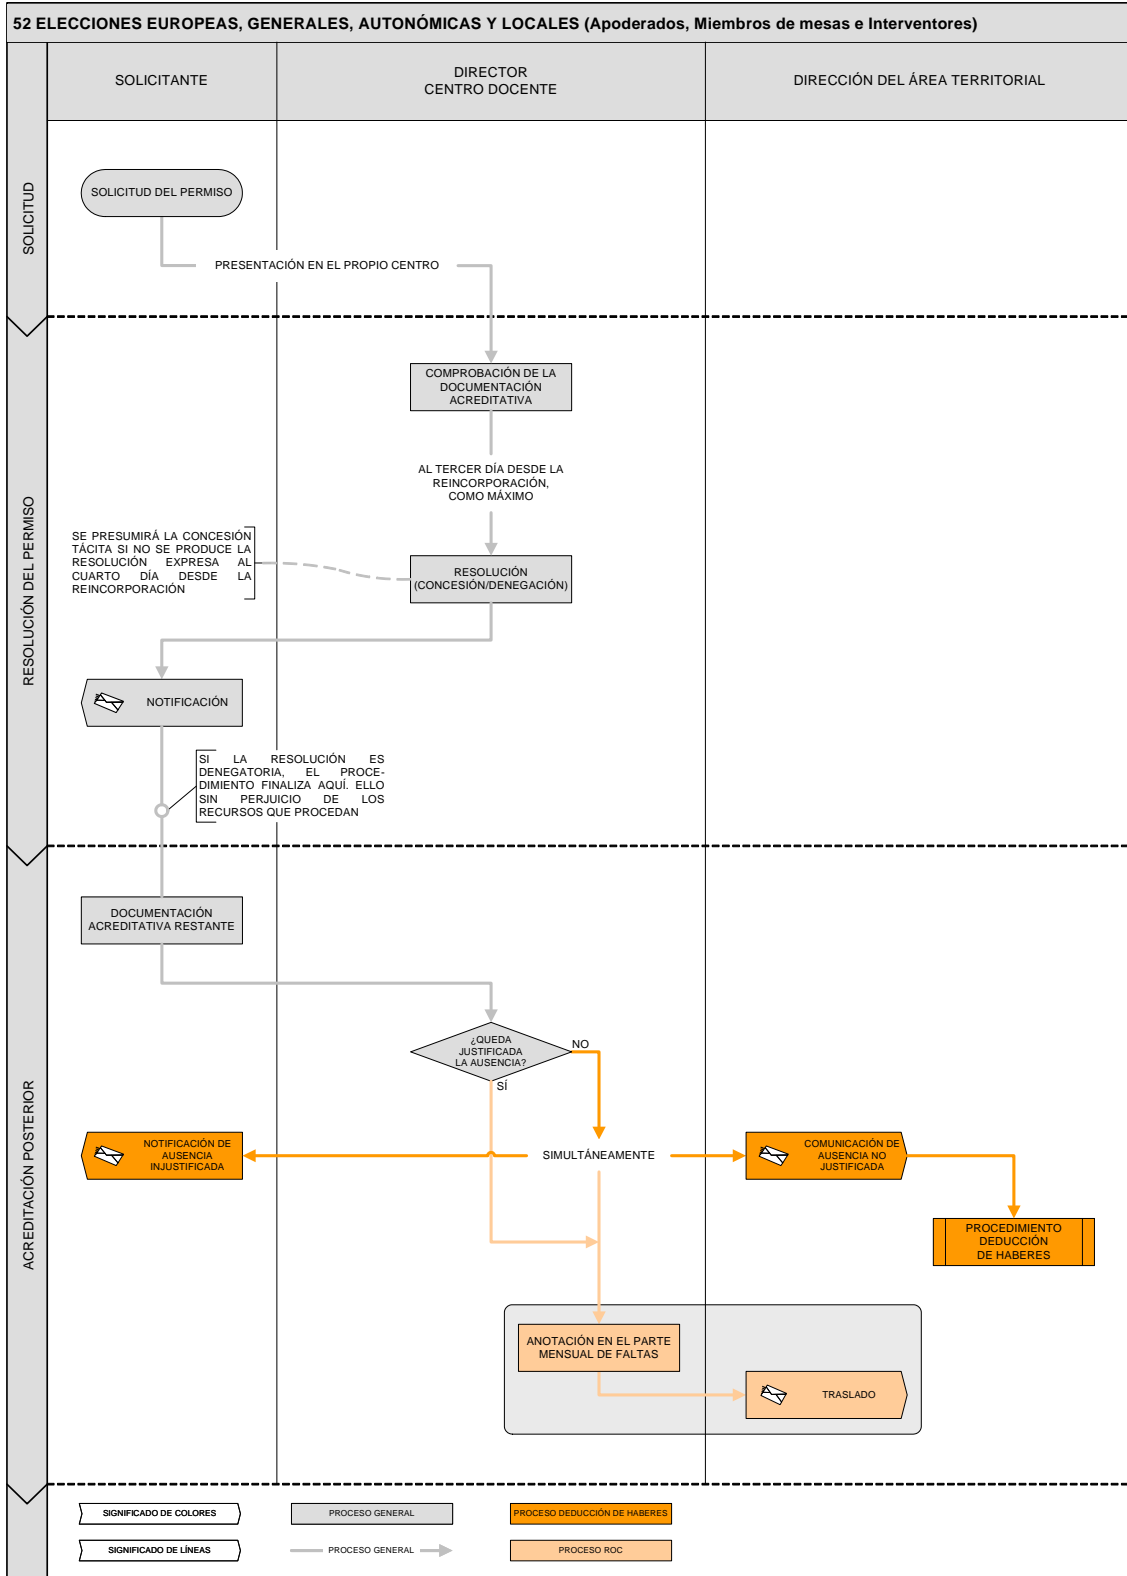 52 ELECCIONES EUROPEAS, GENERALES, AUTONÓMICAS Y LOCALES (Apoderados, Miembros de mesas e Interventores)
SOLICITANTE
DIRECTOR
CENTRO DOCENTE
DIRECCIÓN DEL ÁREA TERRITORIAL
SOLICITUD
SOLICITUD DEL PERMISO
PRESENTACIÓN EN EL PROPIO CENTRO
RESOLUCIÓN DEL PERMISO
COMPROBACIÓN DE LA
DOCUMENTACIÓN
ACREDITATIVA
AL TERCER DÍA DESDE LA
REINCORPORACIÓN,
COMO MÁXIMO
SE PRESUMIRÁ LA CONCESIÓN
TÁCITA SI NO SE PRODUCE LA
RESOLUCIÓN EXPRESA AL
CUARTO DÍA DESDE LA
REINCORPORACIÓN
RESOLUCIÓN
(CONCESIÓN/DENEGACIÓN)
NOTIFICACIÓN
SI LA RESOLUCIÓN ES
DENEGATORIA, EL PROCE-
DIMIENTO FINALIZA AQUÍ. ELLO
SIN PERJUICIO DE LOS
RECURSOS QUE PROCEDAN
ACREDITACIÓN POSTERIOR
DOCUMENTACIÓN
ACREDITATIVA RESTANTE
¿QUEDA
JUSTIFICADA
LA AUSENCIA?
NO
SÍ
NOTIFICACIÓN DE
AUSENCIA
INJUSTIFICADA
SIMULTÁNEAMENTE
COMUNICACIÓN DE
AUSENCIA NO
JUSTIFICADA
PROCEDIMIENTO
DEDUCCIÓN
DE HABERES
ANOTACIÓN EN EL PARTE
MENSUAL DE FALTAS
TRASLADO
SIGNIFICADO DE COLORES
PROCESO GENERAL
PROCESO DEDUCCIÓN DE HABERES
SIGNIFICADO DE LÍNEAS
PROCESO GENERAL
PROCESO ROC